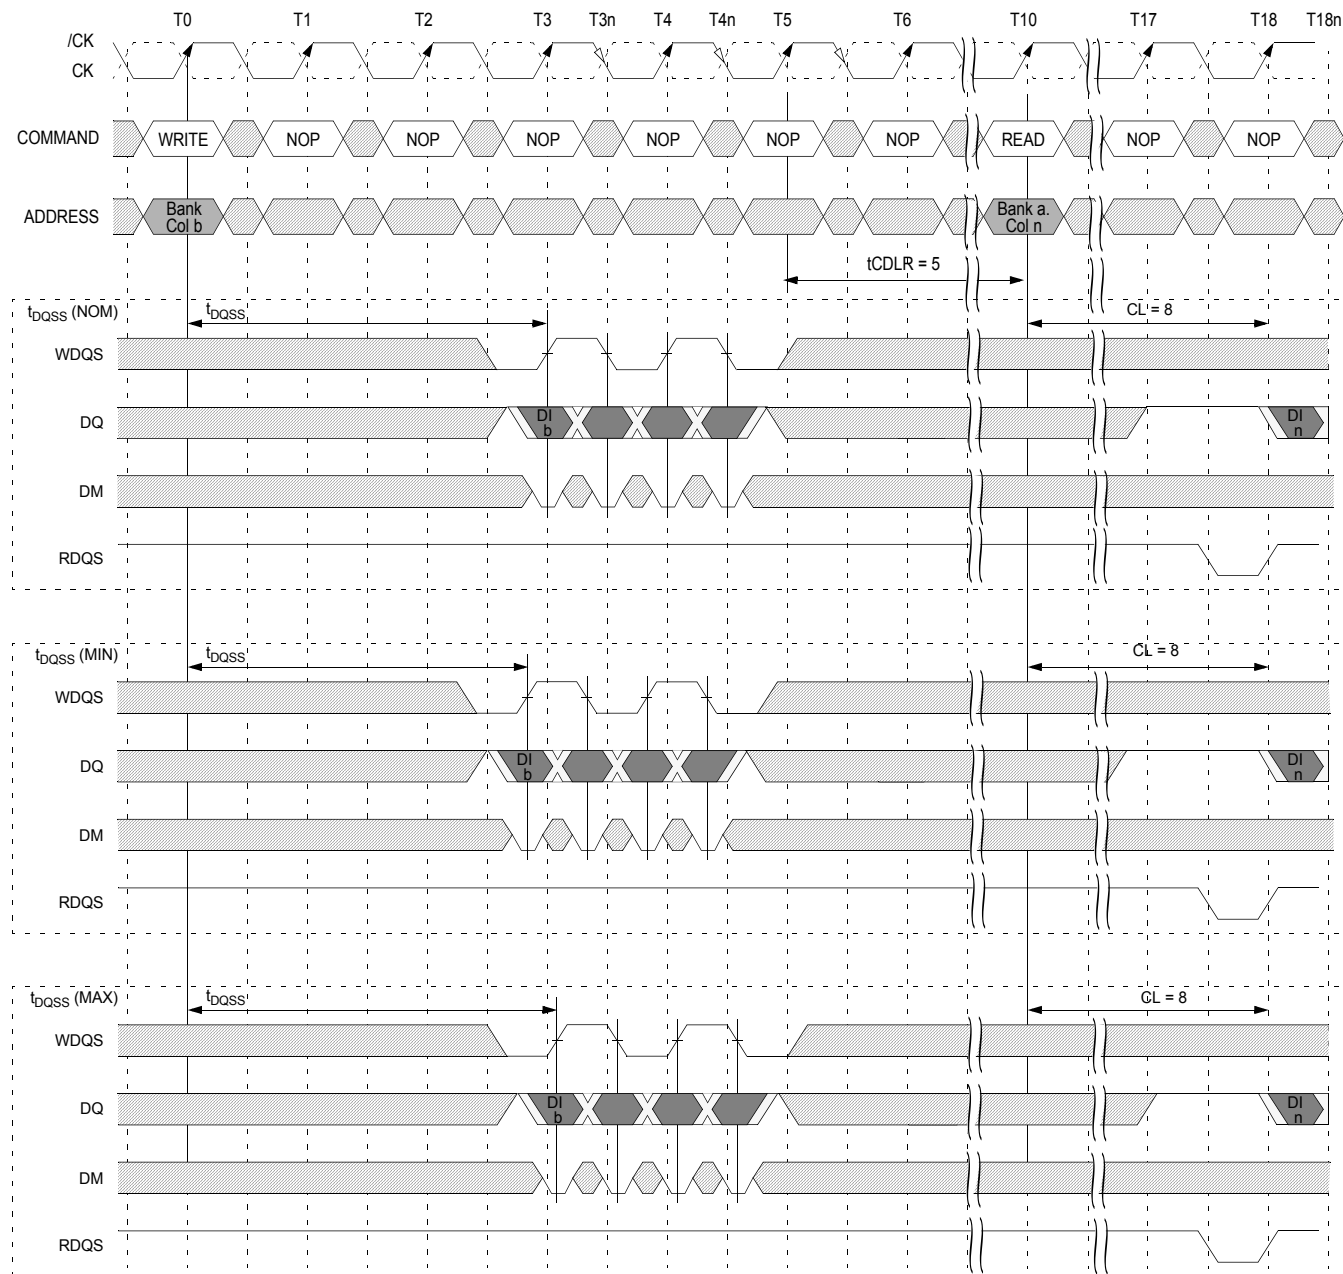 T0 T1 T2 T3 T3n T4 T4n T5 T6 T10 T17 T18 T18n
/CK
CK
COMMAND WRITE NOP NOP NOP NOP NOP NOP READ NOP NOP
ADDRESS Bank Col b Bank a. Col n
tCDLR = 5
tDQSS (NOM) tDQSS CL = 8
WDQS
DQ DI b DI n
DM
RDQS
tDQSS (MIN) tDQSS CL = 8
WDQS
DQ DI b DI n
DM
RDQS
tDQSS (MAX) tDQSS CL = 8
WDQS
DQ DI b DI n
DM
RDQS